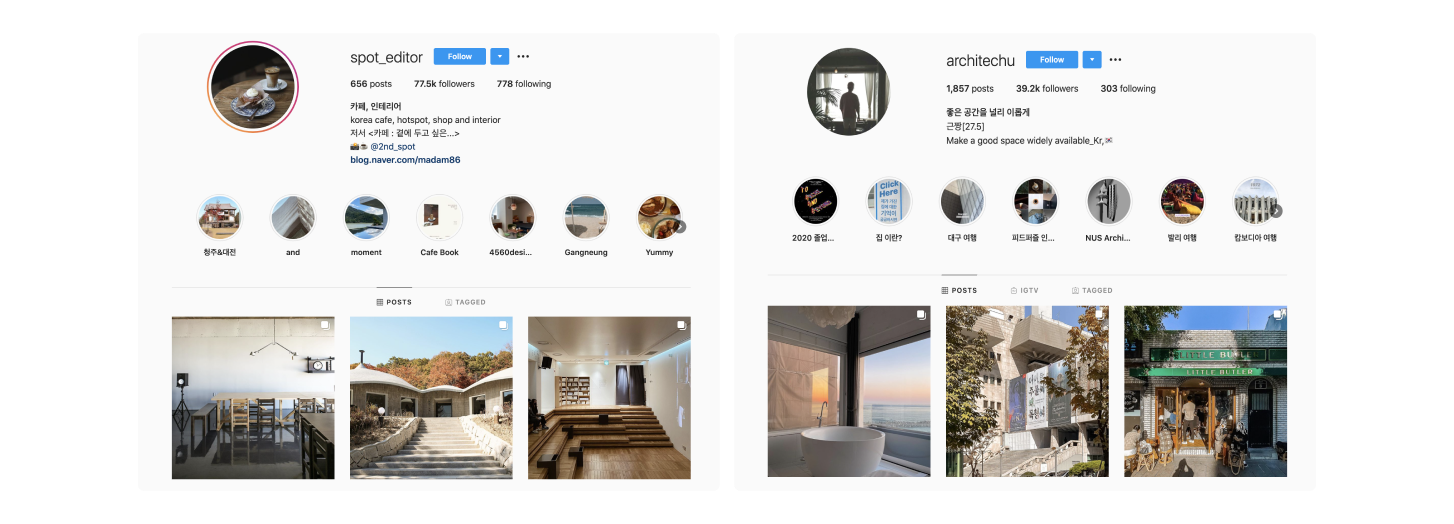 spot_editor Follow
656 posts 77.5k followers 778 following
카페, 인테리어
korea cafe, hotspot, shop and interior
저서 <카페 : 곁에 두고 싶은...>
@2nd_spot
blog.naver.com/madam86
청주&대전 and moment Cafe Book 4560desi... Gangneung Yummy
POSTS TAGGED
architechu Follow
1,857 posts 39.2k followers 303 following
좋은 공간을 널리 이롭게
근짱[27.5]
Make a good space widely available_Kr,
Click
Here
2020 졸업... 집 이란? 대구 여행 피드퍼즐 인... NUS Archi... 발리 여행 캄보디아 여행
POSTS IGTV TAGGED
LITTLE BUTLER
LITTLE BUTLER